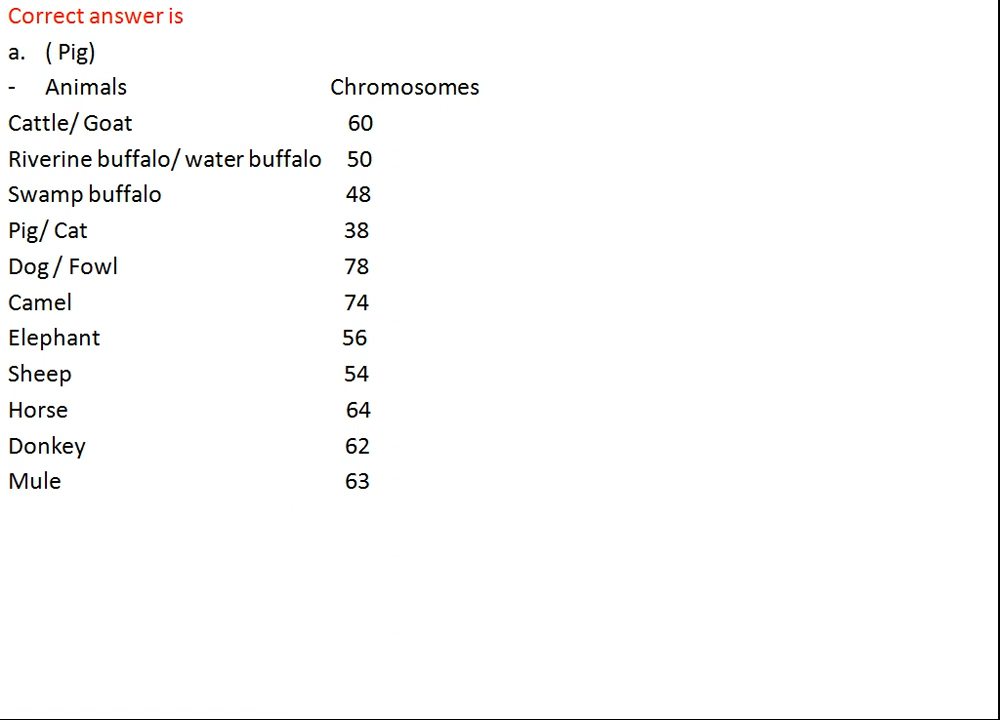 Correct answer is
a. ( Pig)
- Animals Chromosomes
Cattle/ Goat 60
Riverine buffalo/ water buffalo 50
Swamp buffalo 48
Pig/ Cat 38
Dog / Fowl 78
Camel 74
Elephant 56
Sheep 54
Horse 64
Donkey 62
Mule 63